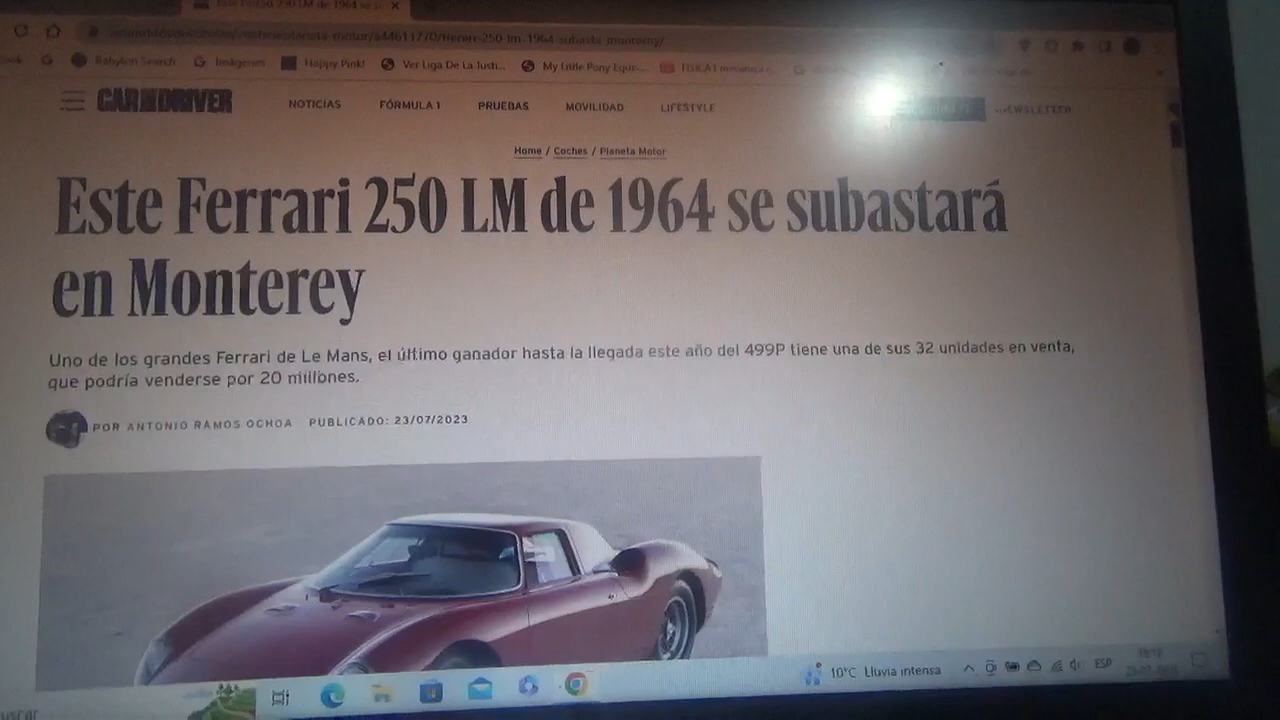 Babylon Search
Imágenes
Happy Pink!
Ver Liga De La Justi...
My Little Pony Eque...
CAR AND DRIVER
NOTICIAS
FÓRMULA 1
PRUEBAS
MOVILIDAD
LIFESTYLE
NEWSLETTER
Home / Coches / Planeta Motor
Este Ferrari 250 LM de 1964 se subastará
en Monterey
Uno de los grandes Ferrari de Le Mans, el último ganador hasta la llegada este año del 499P tiene una de sus 32 unidades en venta,
que podría venderse por 20 millones.
POR ANTONIO RAMOS OCHOA PUBLICADO: 23/07/2023
10°C Lluvia intensa
ESP